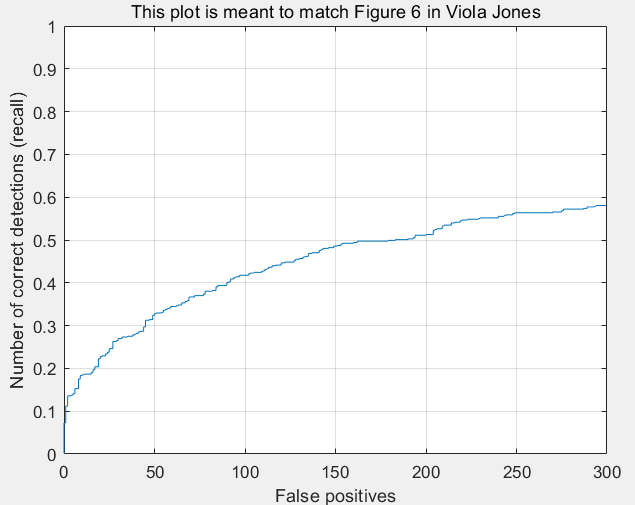 This plot is meant to match Figure 6 in Viola Jones
Number of correct detections (recall)
1
0.9
0.8
0.7
0.6
0.5
0.4
0.3
0.2
0.1
0
0 50 100 150 200 250 300
False positives